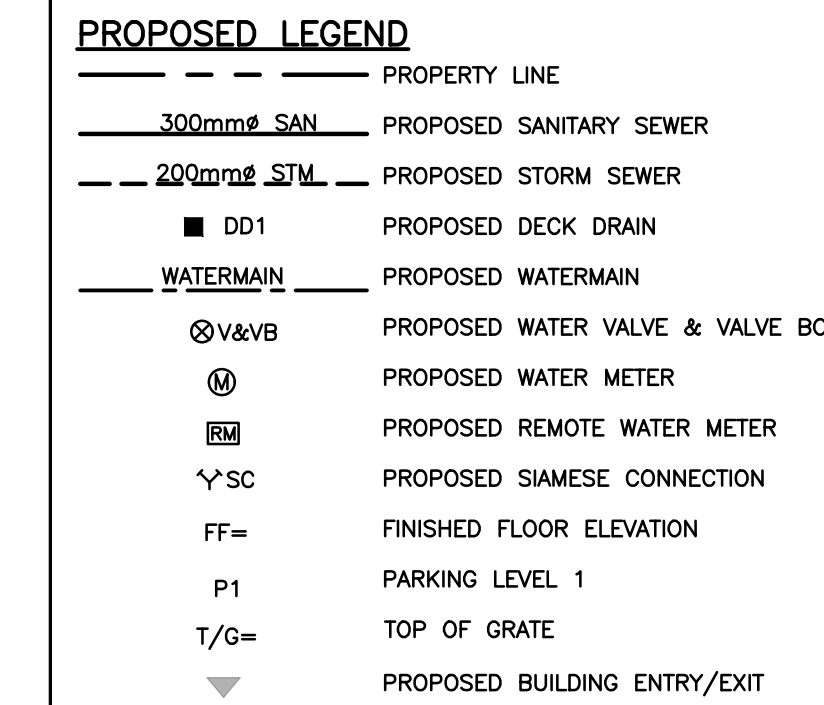 PROPOSED LEGEND
PROPERTY LINE
300mmø SAN PROPOSED SANITARY SEWER
200mmø STM PROPOSED STORM SEWER
DD1 PROPOSED DECK DRAIN
WATERMAIN PROPOSED WATERMAIN
V&VB PROPOSED WATER VALVE & VALVE BO
M PROPOSED WATER METER
RM PROPOSED REMOTE WATER METER
SC PROPOSED SIAMESE CONNECTION
FF= FINISHED FLOOR ELEVATION
P1 PARKING LEVEL 1
T/G= TOP OF GRATE
PROPOSED BUILDING ENTRY/EXIT